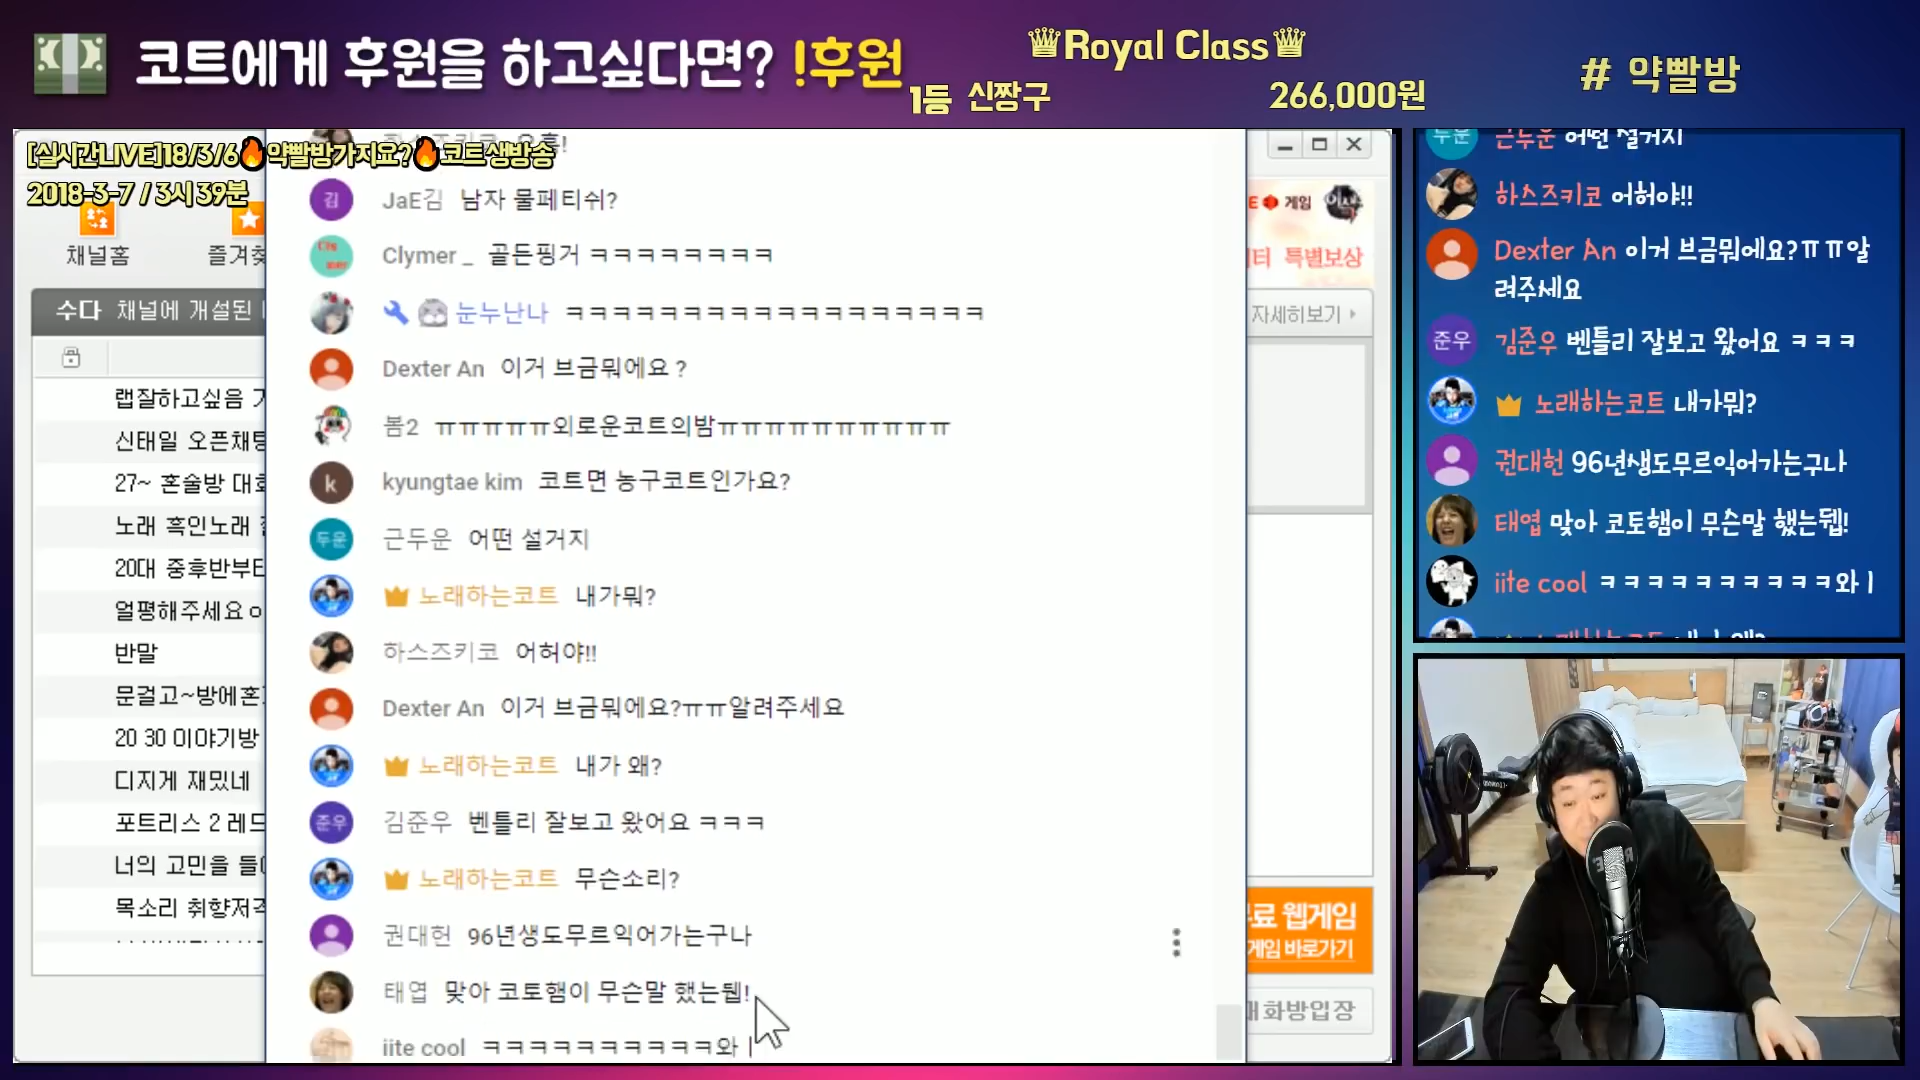 코트에게 후원을 하고싶다면? !후원
♛Royal Class♛
1등 신짱구 266,000원
# 약빨방
[실시간LIVE]18/3/6🔥약빨방가지요?🔥코트생방송
2018-3-7 / 3시 39분
채널홈
즐겨찾
수다 채널에 개설된
랩잘하고싶음
신태일 오픈채팅
27~ 혼술방 대화
노래 흑인노래
20대 중후반부터
얼평해주세요ㅇ
반말
문걸고~방에혼
20 30 이야기방
디지게 재밌네
포트리스 2 레드
너의 고민을
목소리 취향저격
JaE김 남자 물페티쉬?
Clymer _ 골든핑거 ㅋㅋㅋㅋㅋㅋㅋㅋ
눈누난나 ㅋㅋㅋㅋㅋㅋㅋㅋㅋㅋㅋㅋㅋㅋㅋㅋㅋㅋ
Dexter An 이거 브금뭐에요 ?
봄2 ㅠㅠㅠㅠㅠ외로운코트의밤ㅠㅠㅠㅠㅠㅠㅠㅠㅠㅠ
kyungtae kim 코트면 농구코트인가요?
근두운 어떤 설거지
노래하는코트 내가뭐?
하스즈키코 어허야!!
Dexter An 이거 브금뭐에요?ㅠㅠ알려주세요
노래하는코트 내가 왜?
김준우 벤틀리 잘보고 왔어요 ㅋㅋㅋ
노래하는코트 무슨소리?
권대헌 96년생도무르익어가는구나
태엽 맞아 코토햄이 무슨말 했는뎁!
iite cool ㅋㅋㅋㅋㅋㅋㅋㅋㅋㅋ와ㅣ
게임
특별보상
자세히보기
웹게임
게임 바로가기
대화방입장
근두운 어떤 설거지
하스즈키코 어허야!!
Dexter An 이거 브금뭐에요?ㅠㅠ알
려주세요
김준우 벤틀리 잘보고 왔어요 ㅋㅋㅋ
노래하는코트 내가뭐?
권대헌 96년생도무르익어가는구나
태엽 맞아 코토햄이 무슨말 했는뎁!
iite cool ㅋㅋㅋㅋㅋㅋㅋㅋㅋㅋ와ㅣ
노래하는코트 내가 왜?